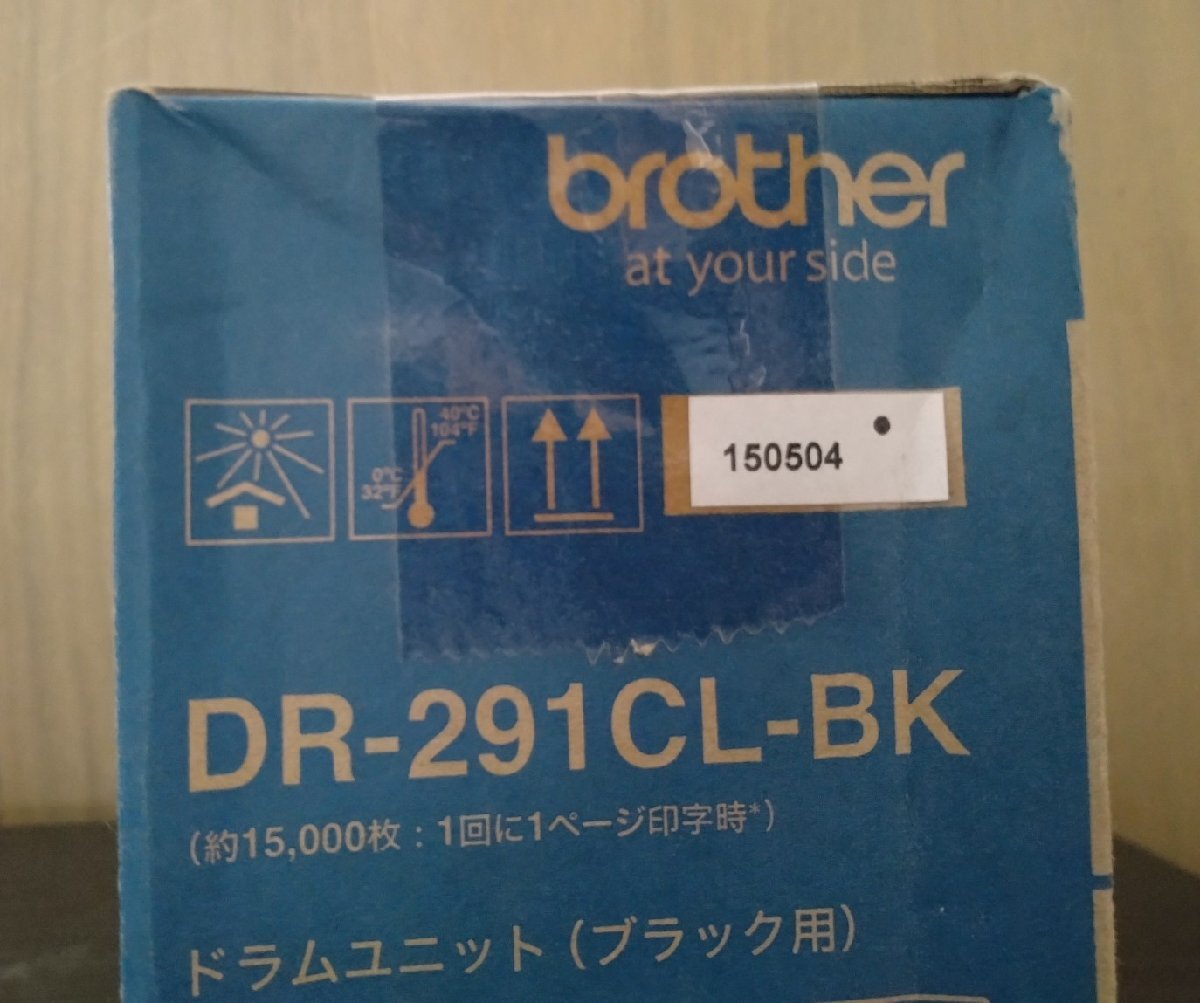 brother
at your side
40°C
104°F
0°C
32°F
150504
DR-291CL-BK
(約15,000枚:1回に1ページ印字時*)
ドラムユニット(ブラック用)